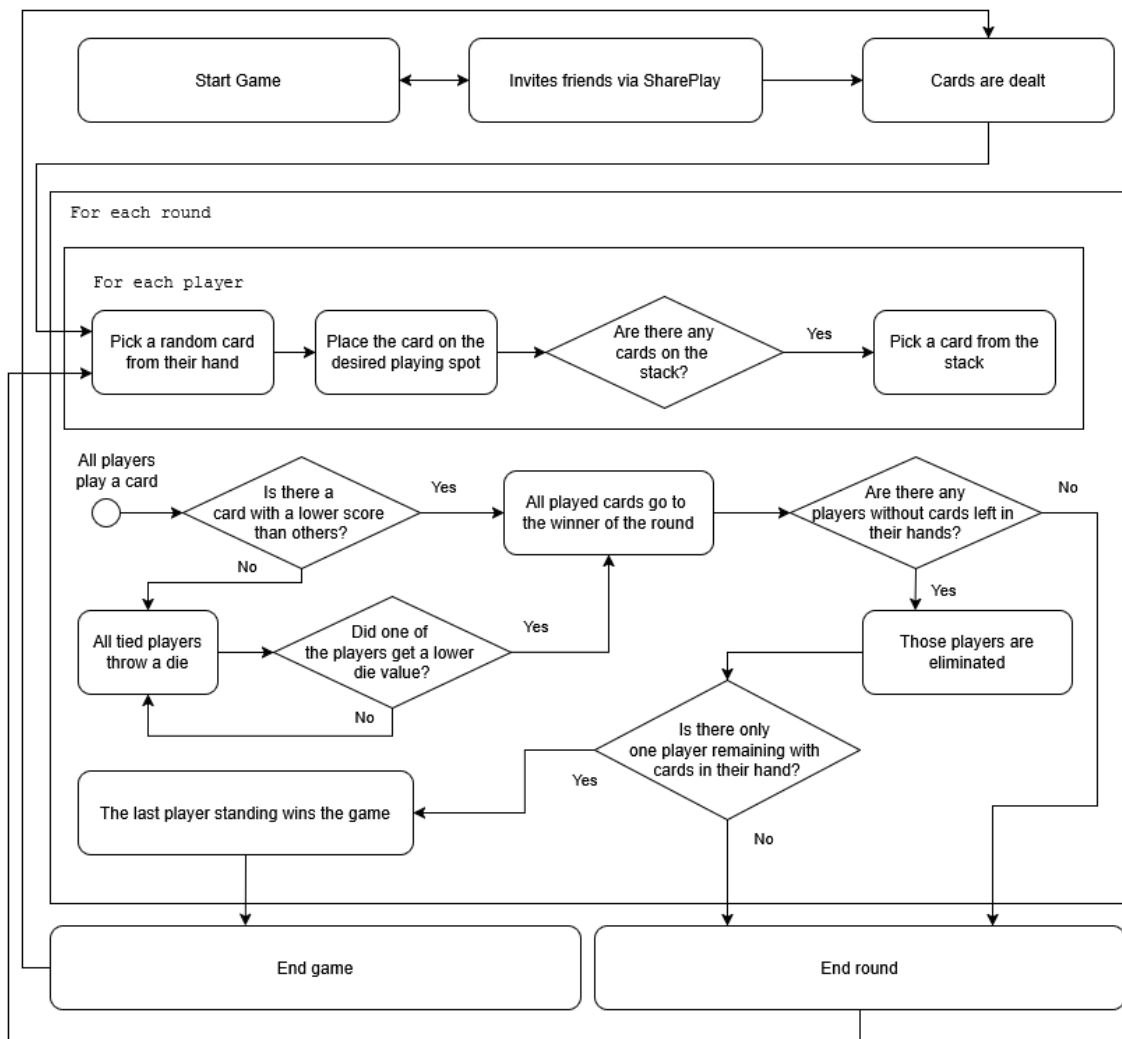 Start Game
Invites friends via SharePlay
Cards are dealt
For each round
For each player
Pick a random card
from their hand
Place the card on the
desired playing spot
Are there any
cards on the
stack?
Yes
Pick a card from the
stack
All players
play a card
Is there a
card with a lower score
than others?
Yes
All played cards go to
the winner of the round
Are there any
players without cards left in
their hands?
No
No
Yes
All tied players
throw a die
Did one of
the players get a lower
die value?
Yes
Those players are
eliminated
No
Is there only
one player remaining with
cards in their hand?
Yes
The last player standing wins the game
No
End game
End round